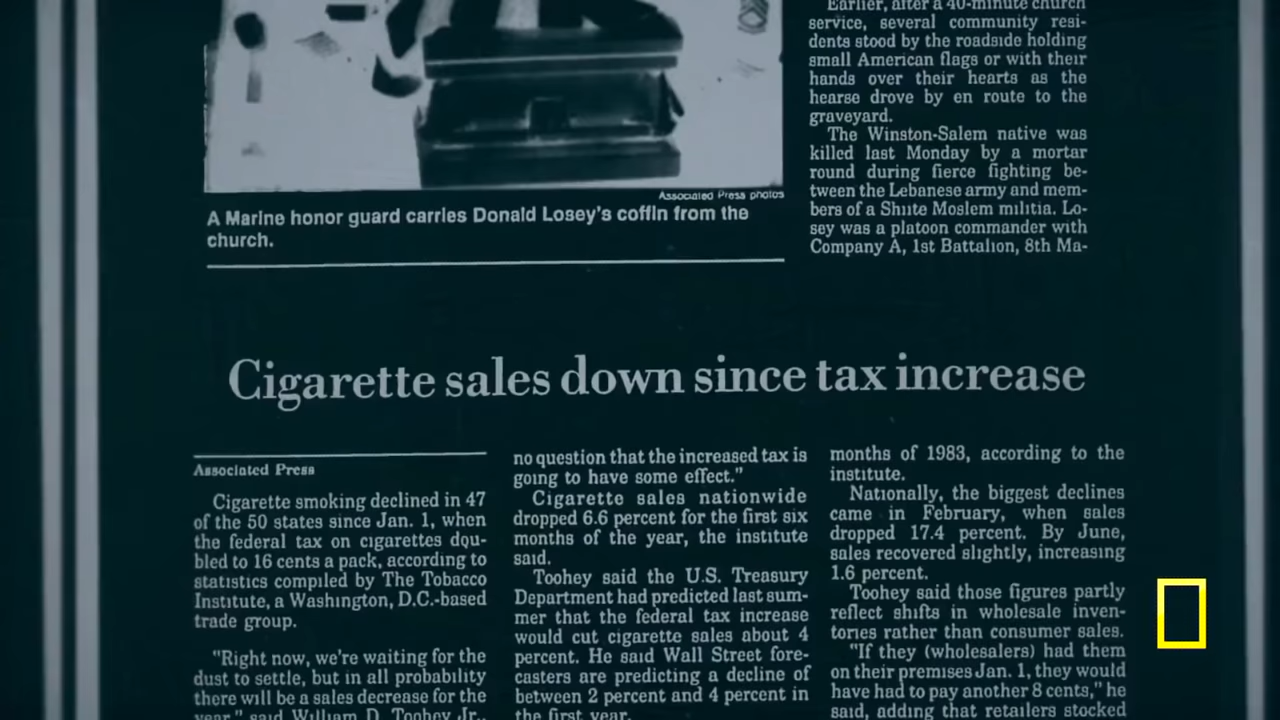 Earlier, after a 40-minute church
service, several community resi-
dents stood by the roadside holding
small American flags or with their
hands over their hearts as the
hearse drove by en route to the
graveyard.
The Winston-Salem native was
killed last Monday by a mortar
round during fierce fighting be-
tween the Lebanese army and mem-
bers of a Shiite Moslem militia. Lo-
sey was a platoon commander with
Company A, 1st Battalion, 8th Ma-
Associated Press photos
A Marine honor guard carries Donald Losey's coffin from the
church.
Cigarette sales down since tax increase
Associated Press
Cigarette smoking declined in 47
of the 50 states since Jan. 1, when
the federal tax on cigarettes dou-
bled to 16 cents a pack, according to
statistics compiled by The Tobacco
Institute, a Washington, D.C.-based
trade group.
"Right now, we're waiting for the
dust to settle, but in all probability
there will be a sales decrease for the
year," said William D. Toohey Jr.,
no question that the increased tax is
going to have some effect."
Cigarette sales nationwide
dropped 6.6 percent for the first six
months of the year, the institute
said.
Toohey said the U.S. Treasury
Department had predicted last sum-
mer that the federal tax increase
would cut cigarette sales about 4
percent. He said Wall Street fore-
casters are predicting a decline of
between 2 percent and 4 percent in
the first year.
months of 1983, according to the
institute.
Nationally, the biggest declines
came in February, when sales
dropped 17.4 percent. By June,
sales recovered slightly, increasing
1.6 percent.
Toohey said those figures partly
reflect shifts in wholesale inven-
tories rather than consumer sales.
"If they (wholesalers) had them
on their premises Jan. 1, they would
have had to pay another 8 cents," he
said, adding that retailers stocked